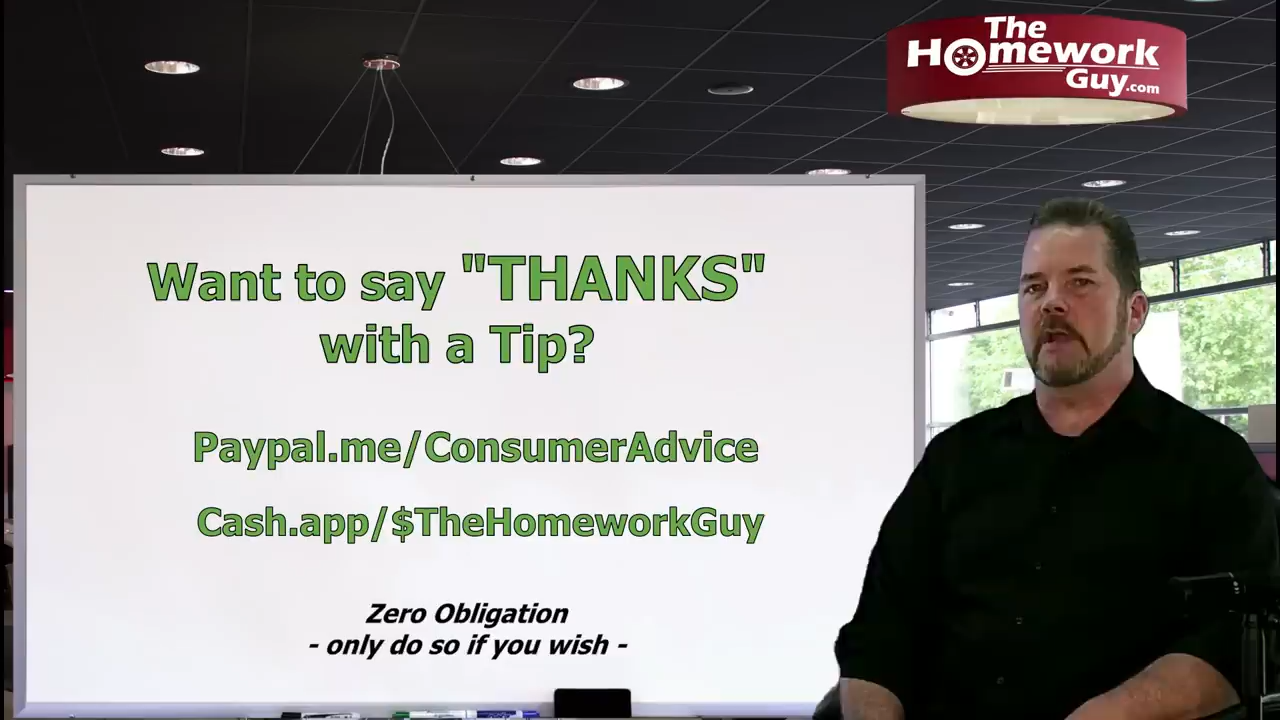 The
Homework
Guy.com
Want to say "THANKS"
with a Tip?
Paypal.me/ConsumerAdvice
Cash.app/$TheHomeworkGuy
Zero Obligation
- only do so if you wish -